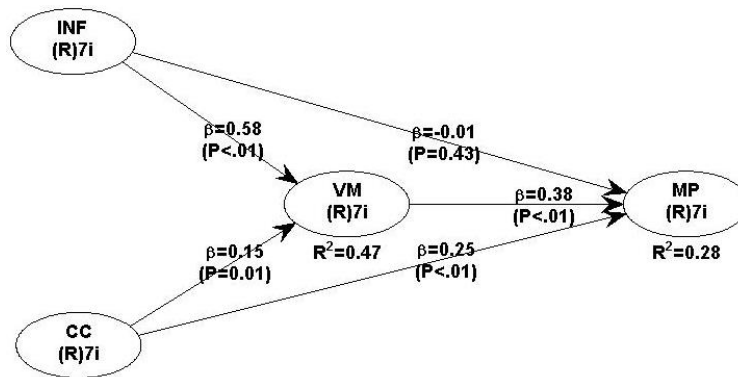 INF
(R)7i
β=0.58
(P<.01)
β=-0.01
(P=0.43)
VM
(R)7i
R²=0.47
β=0.38
(P<.01)
MP
(R)7i
R²=0.28
β=0.15
(P=0.01)
β=0.25
(P<.01)
CC
(R)7i